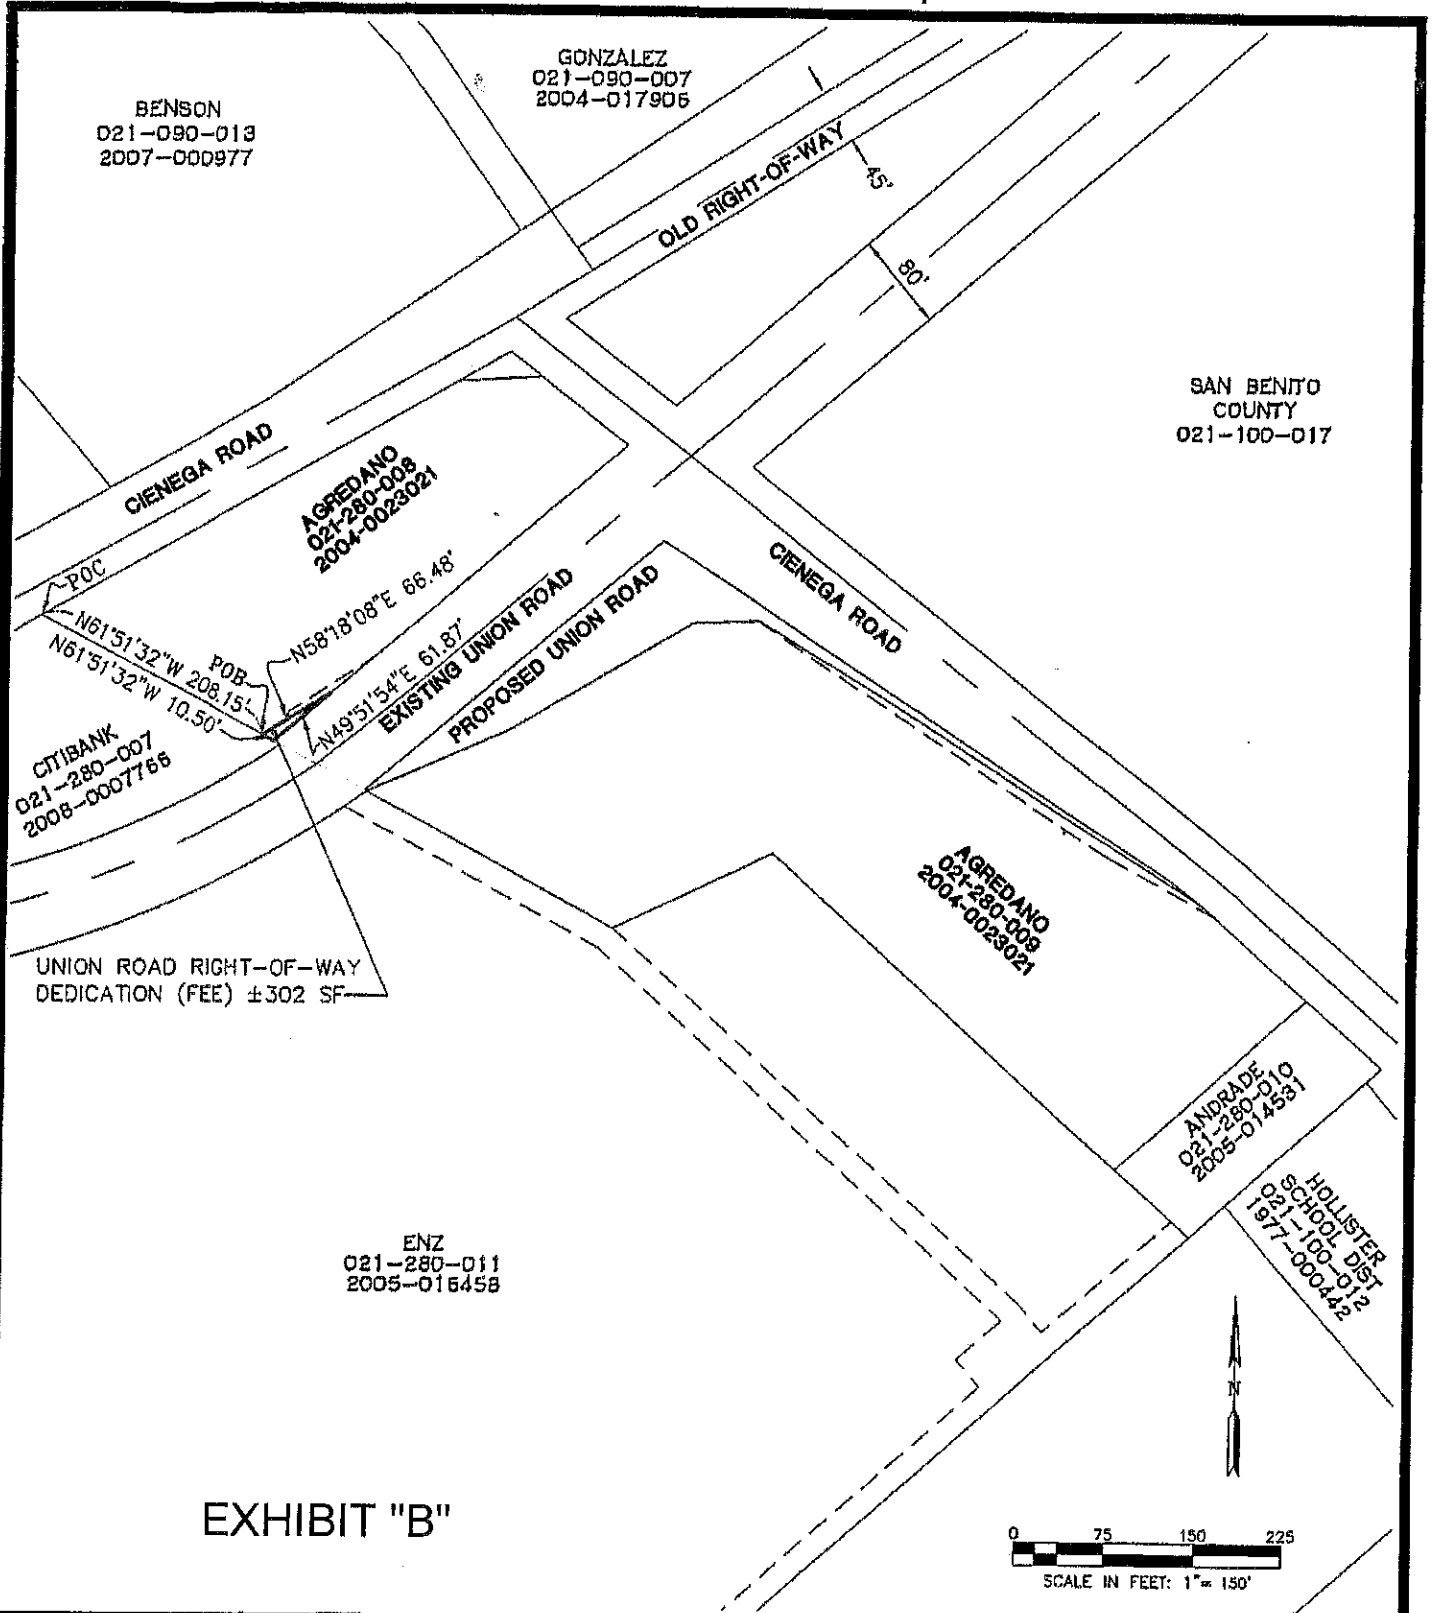 GONZALEZ
021-090-007
2004-017906
BENSON
021-090-013
2007-000977
OLD RIGHT-OF-WAY
45'
80'
SAN BENITO
COUNTY
021-100-017
CIENEGA ROAD
AGREDANO
021-280-008
2004-0023021
CIENEGA ROAD
POC
N61°51'32"W 208.15'
N61°51'32"W 10.50'
POB
N58°18'08"E 66.48'
N49°51'54"E 61.87'
EXISTING UNION ROAD
PROPOSED UNION ROAD
CITIBANK
021-280-007
2008-0007766
UNION ROAD RIGHT-OF-WAY
DEDICATION (FEE) ±302 SF
AGREDANO
021-280-009
2004-0023021
ANDRADE
021-280-010
2005-014531
HOLLISTER
SCHOOL DIST
021-100-012
1977-000442
ENZ
021-280-011
2005-016458
N
EXHIBIT "B"
0 75 150 225
SCALE IN FEET: 1"= 150'